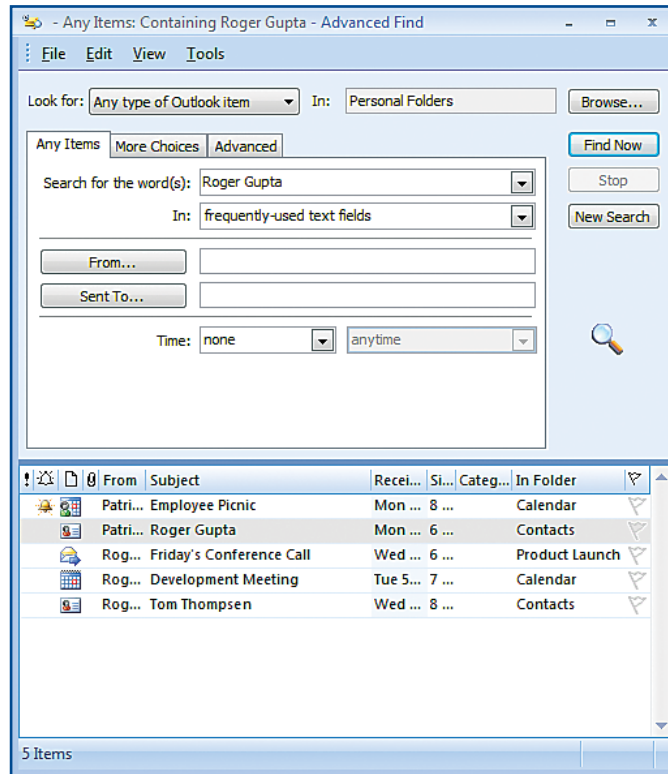 - Any Items: Containing Roger Gupta - Advanced Find
File Edit View Tools
Look for: Any type of Outlook item In: Personal Folders Browse...
Any Items More Choices Advanced Find Now
Search for the word(s): Roger Gupta Stop
In: frequently-used text fields New Search
From...
Sent To...
Time: none anytime
! From Subject Recei... Si... Categ... In Folder
Patri... Employee Picnic Mon ... 8 ... Calendar
Patri... Roger Gupta Mon ... 6 ... Contacts
Rog... Friday's Conference Call Wed ... 6 ... Product Launch
Rog... Development Meeting Tue 5... 7 ... Calendar
Rog... Tom Thompsen Wed ... 8 ... Contacts
5 Items